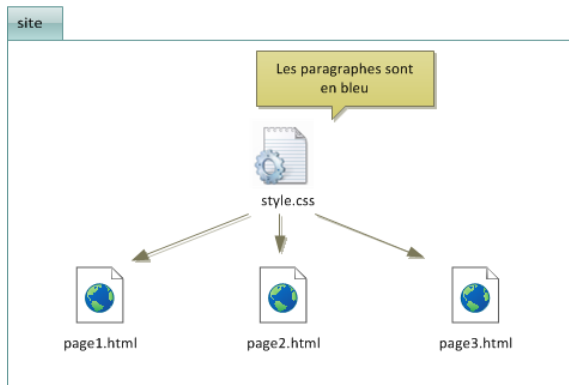 site
Les paragraphes sont
en bleu
style.css
page1.html
page2.html
page3.html